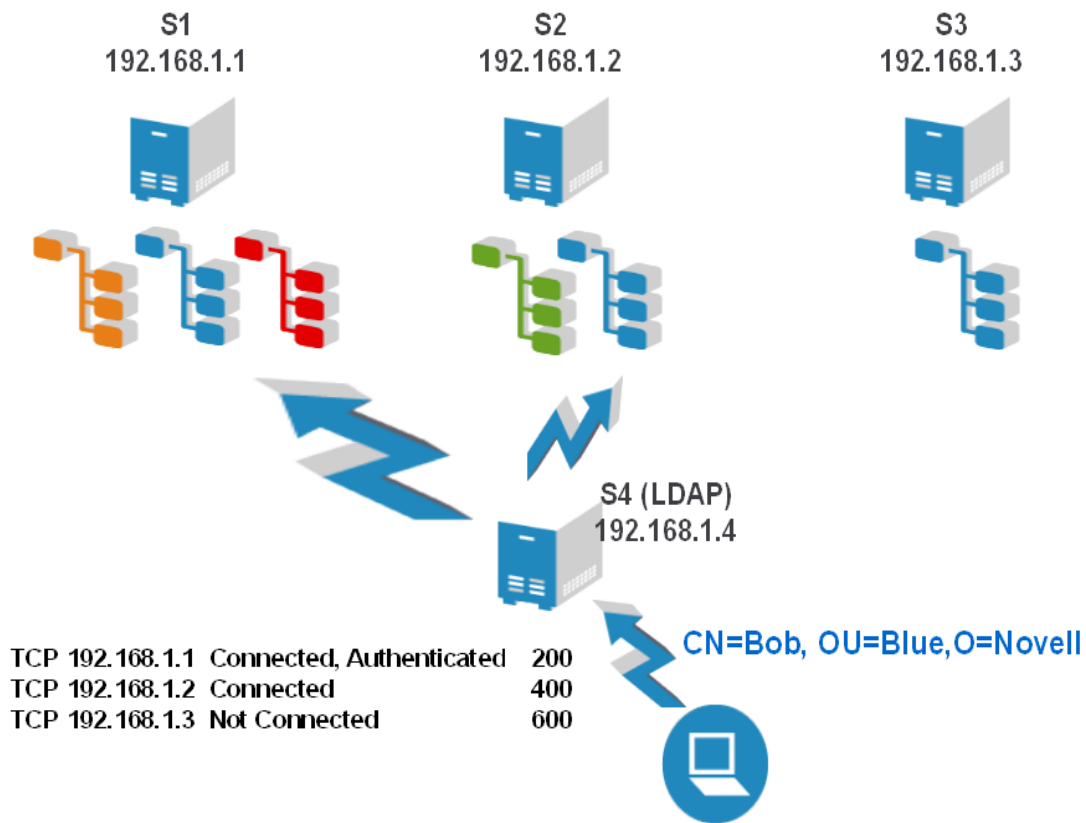 S1
192.168.1.1
S2
192.168.1.2
S3
192.168.1.3
S4 (LDAP)
192.168.1.4
CN=Bob, OU=Blue,O=Novell
TCP 192.168.1.1 Connected, Authenticated 200
TCP 192.168.1.2 Connected 400
TCP 192.168.1.3 Not Connected 600